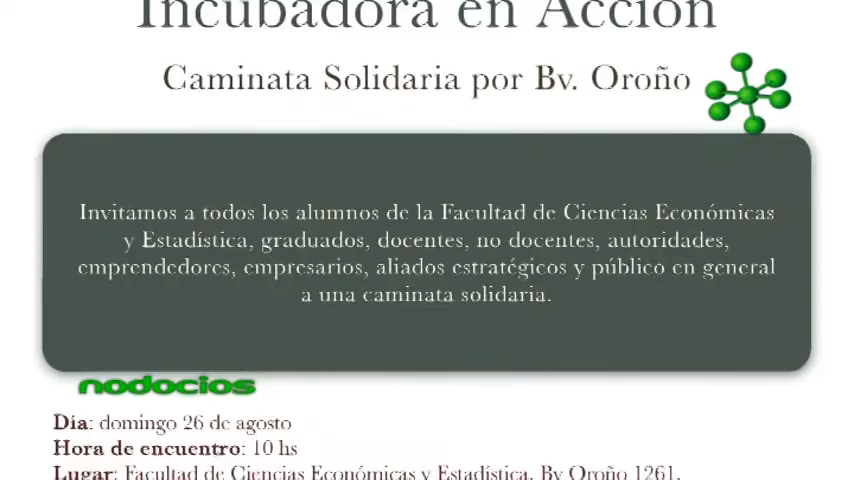 Incubadora en Acción
Caminata Solidaria por Bv. Oroño
Invitamos a todos los alumnos de la Facultad de Ciencias Económicas
y Estadística, graduados, docentes, no docentes, autoridades,
emprendedores, empresarios, aliados estratégicos y público en general
a una caminata solidaria.
nodocios
Día: domingo 26 de agosto
Hora de encuentro: 10 hs
Lugar: Facultad de Ciencias Económicas y Estadística. Bv Oroño 1261.